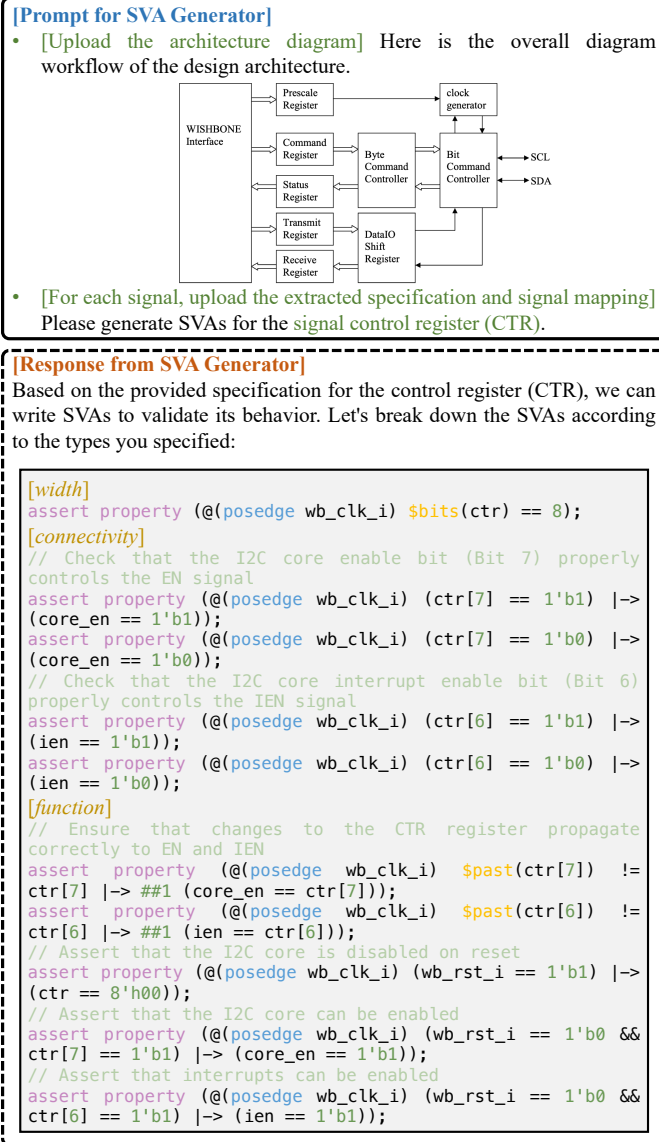 [Prompt for SVA Generator]
• [Upload the architecture diagram] Here is the overall diagram
workflow of the design architecture.
WISHBONE
Interface
Prescale
Register
clock
generator
Command
Register
Status
Register
Byte
Command
Controller
Bit
Command
Controller
SCL
SDA
Transmit
Register
Receive
Register
DataIO
Shift
Register
• [For each signal, upload the extracted specification and signal mapping]
Please generate SVAs for the signal control register (CTR).
[Response from SVA Generator]
Based on the provided specification for the control register (CTR), we can
write SVAs to validate its behavior. Let's break down the SVAs according
to the types you specified:
[width]
assert property (@(posedge wb_clk_i) $bits(ctr) == 8);
[connectivity]
// Check that the I2C core enable bit (Bit 7) properly
controls the EN signal
assert property (@(posedge wb_clk_i) (ctr[7] == 1'b1) |->
(core_en == 1'b1));
assert property (@(posedge wb_clk_i) (ctr[7] == 1'b0) |->
(core_en == 1'b0));
// Check that the I2C core interrupt enable bit (Bit 6)
properly controls the IEN signal
assert property (@(posedge wb_clk_i) (ctr[6] == 1'b1) |->
(ien == 1'b1));
assert property (@(posedge wb_clk_i) (ctr[6] == 1'b0) |->
(ien == 1'b0));
[function]
// Ensure that changes to the CTR register propagate
correctly to EN and IEN
assert property (@(posedge wb_clk_i) $past(ctr[7]) !=
ctr[7] |-> ##1 (core_en == ctr[7]));
assert property (@(posedge wb_clk_i) $past(ctr[6]) !=
ctr[6] |-> ##1 (ien == ctr[6]));
// Assert that the I2C core is disabled on reset
assert property (@(posedge wb_clk_i) (wb_rst_i == 1'b1) |->
(ctr == 8'h00));
// Assert that the I2C core can be enabled
assert property (@(posedge wb_clk_i) (wb_rst_i == 1'b0 &&
ctr[7] == 1'b1) |-> (core_en == 1'b1));
// Assert that interrupts can be enabled
assert property (@(posedge wb_clk_i) (wb_rst_i == 1'b0 &&
ctr[6] == 1'b1) |-> (ien == 1'b1));